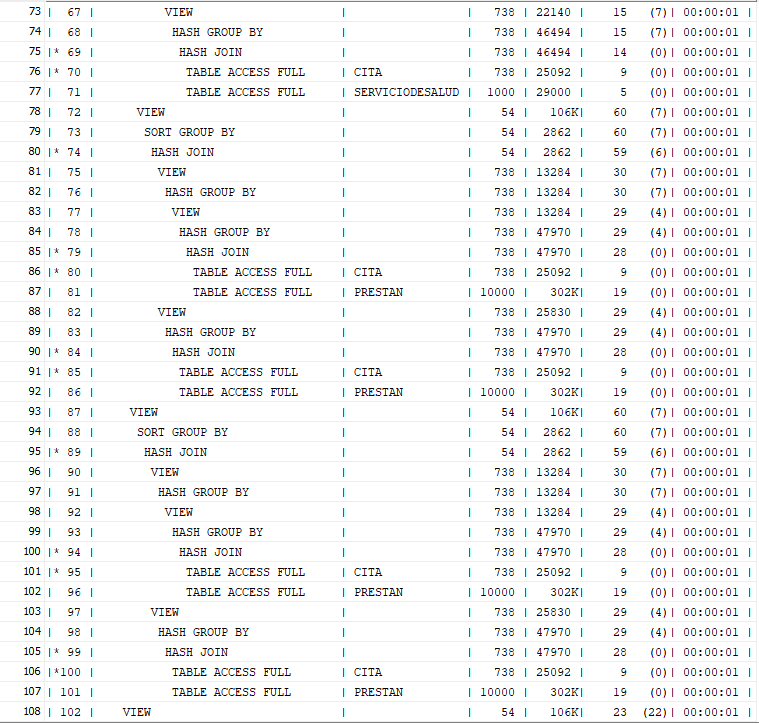 73 |  67 |          VIEW                     |                 |   738 | 22140 |    15   (7)| 00:00:01 |
74 |  68 |           HASH GROUP BY           |                 |   738 | 46494 |    15   (7)| 00:00:01 |
75 |* 69 |            HASH JOIN              |                 |   738 | 46494 |    14   (0)| 00:00:01 |
76 |* 70 |             TABLE ACCESS FULL     | CITA            |   738 | 25092 |     9   (0)| 00:00:01 |
77 |  71 |             TABLE ACCESS FULL     | SERVICIODESALUD |  1000 | 29000 |     5   (0)| 00:00:01 |
78 |  72 |      VIEW                         |                 |    54 |   106K|    60   (7)| 00:00:01 |
79 |  73 |       SORT GROUP BY               |                 |    54 |  2862 |    60   (7)| 00:00:01 |
80 |* 74 |        HASH JOIN                  |                 |    54 |  2862 |    59   (6)| 00:00:01 |
81 |  75 |         VIEW                      |                 |   738 | 13284 |    30   (7)| 00:00:01 |
82 |  76 |          HASH GROUP BY            |                 |   738 | 13284 |    30   (7)| 00:00:01 |
83 |  77 |           VIEW                    |                 |   738 | 13284 |    29   (4)| 00:00:01 |
84 |  78 |            HASH GROUP BY          |                 |   738 | 47970 |    29   (4)| 00:00:01 |
85 |* 79 |             HASH JOIN             |                 |   738 | 47970 |    28   (0)| 00:00:01 |
86 |* 80 |              TABLE ACCESS FULL    | CITA            |   738 | 25092 |     9   (0)| 00:00:01 |
87 |  81 |              TABLE ACCESS FULL    | PRESTAN         | 10000 |   302K|    19   (0)| 00:00:01 |
88 |  82 |         VIEW                      |                 |   738 | 25830 |    29   (4)| 00:00:01 |
89 |  83 |          HASH GROUP BY            |                 |   738 | 47970 |    29   (4)| 00:00:01 |
90 |* 84 |           HASH JOIN               |                 |   738 | 47970 |    28   (0)| 00:00:01 |
91 |* 85 |            TABLE ACCESS FULL      | CITA            |   738 | 25092 |     9   (0)| 00:00:01 |
92 |  86 |            TABLE ACCESS FULL      | PRESTAN         | 10000 |   302K|    19   (0)| 00:00:01 |
93 |  87 |     VIEW                          |                 |    54 |   106K|    60   (7)| 00:00:01 |
94 |  88 |      SORT GROUP BY                |                 |    54 |  2862 |    60   (7)| 00:00:01 |
95 |* 89 |       HASH JOIN                   |                 |    54 |  2862 |    59   (6)| 00:00:01 |
96 |  90 |        VIEW                       |                 |   738 | 13284 |    30   (7)| 00:00:01 |
97 |  91 |         HASH GROUP BY             |                 |   738 | 13284 |    30   (7)| 00:00:01 |
98 |  92 |          VIEW                     |                 |   738 | 13284 |    29   (4)| 00:00:01 |
99 |  93 |           HASH GROUP BY           |                 |   738 | 47970 |    29   (4)| 00:00:01 |
100 |* 94 |            HASH JOIN              |                 |   738 | 47970 |    28   (0)| 00:00:01 |
101 |* 95 |             TABLE ACCESS FULL     | CITA            |   738 | 25092 |     9   (0)| 00:00:01 |
102 |  96 |             TABLE ACCESS FULL     | PRESTAN         | 10000 |   302K|    19   (0)| 00:00:01 |
103 |  97 |        VIEW                       |                 |   738 | 25830 |    29   (4)| 00:00:01 |
104 |  98 |         HASH GROUP BY             |                 |   738 | 47970 |    29   (4)| 00:00:01 |
105 |* 99 |          HASH JOIN                |                 |   738 | 47970 |    28   (0)| 00:00:01 |
106 |*100 |           TABLE ACCESS FULL       | CITA            |   738 | 25092 |     9   (0)| 00:00:01 |
107 | 101 |           TABLE ACCESS FULL       | PRESTAN         | 10000 |   302K|    19   (0)| 00:00:01 |
108 | 102 |    VIEW                           |                 |    54 |   106K|    23  (22)| 00:00:01 |